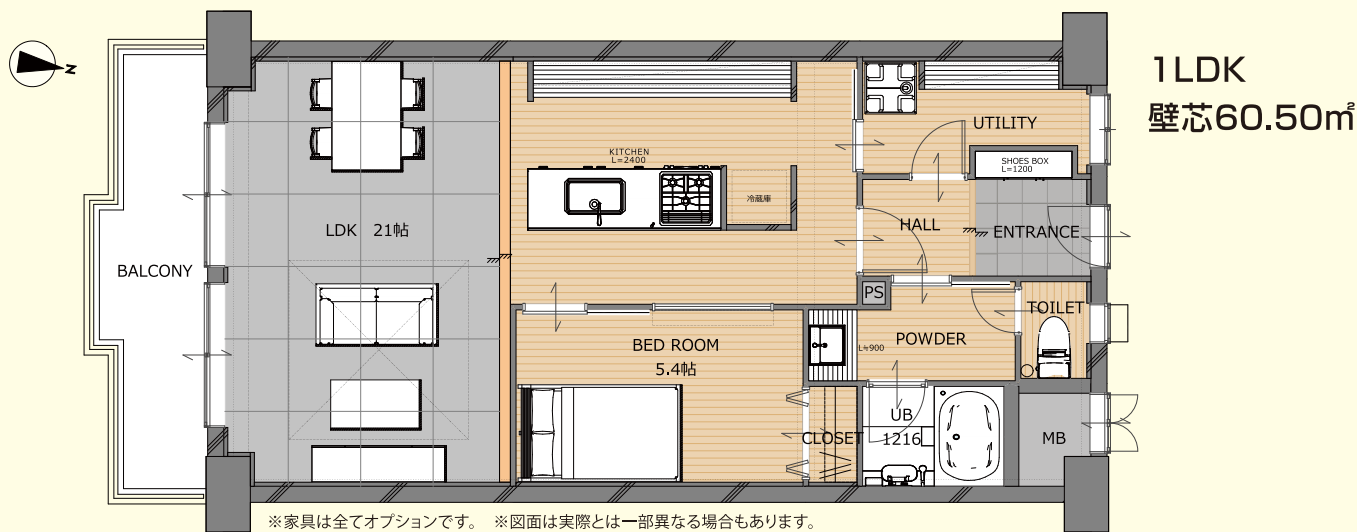 N
1LDK
壁芯60.50㎡
UTILITY
KITCHEN
L=2400
SHOES BOX
L=1200
冷蔵庫
LDK 21帖
HALL
ENTRANCE
BALCONY
PS
TOILET
BED ROOM
5.4帖
L≒900
POWDER
UB
1216
CLOSET
MB
※家具は全てオプションです。 ※図面は実際とは一部異なる場合もあります。